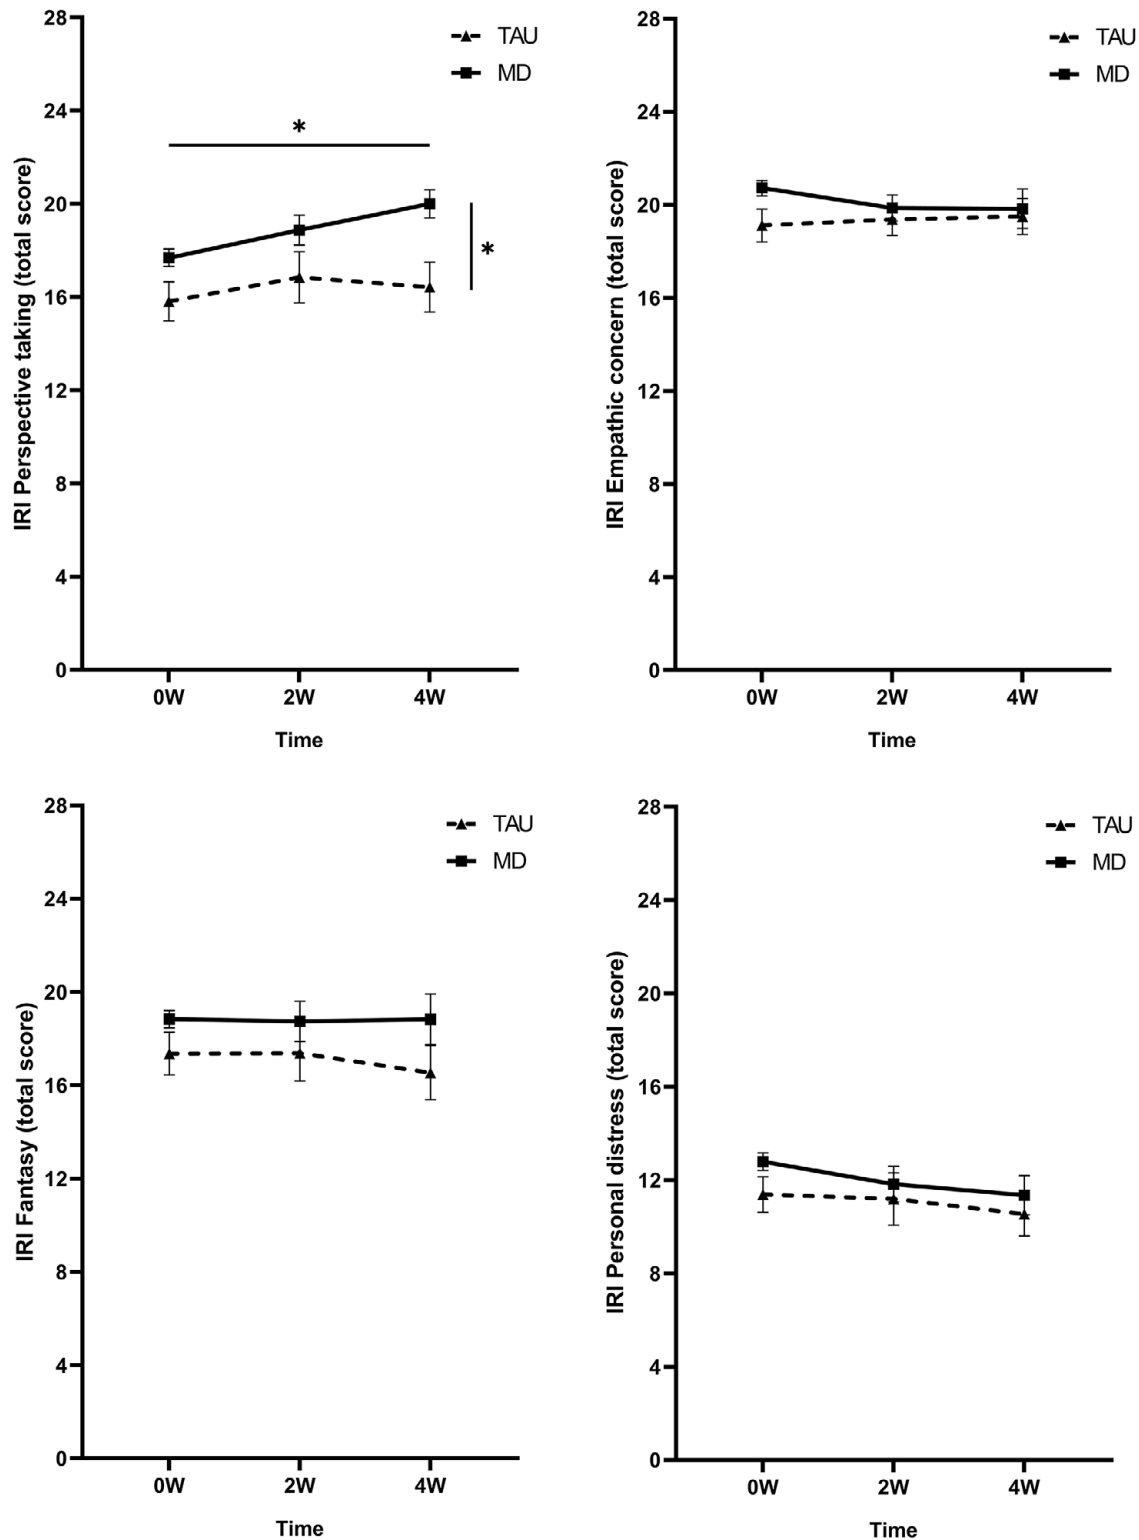 IRI Perspective taking (total score)
28
24
20
16
12
8
4
0
TAU
MD
*
*
0W 2W 4W
Time
IRI Empathic concern (total score)
28
24
20
16
12
8
4
0
TAU
MD
0W 2W 4W
Time
IRI Fantasy (total score)
28
24
20
16
12
8
4
0
TAU
MD
0W 2W 4W
Time
IRI Personal distress (total score)
28
24
20
16
12
8
4
0
TAU
MD
0W 2W 4W
Time